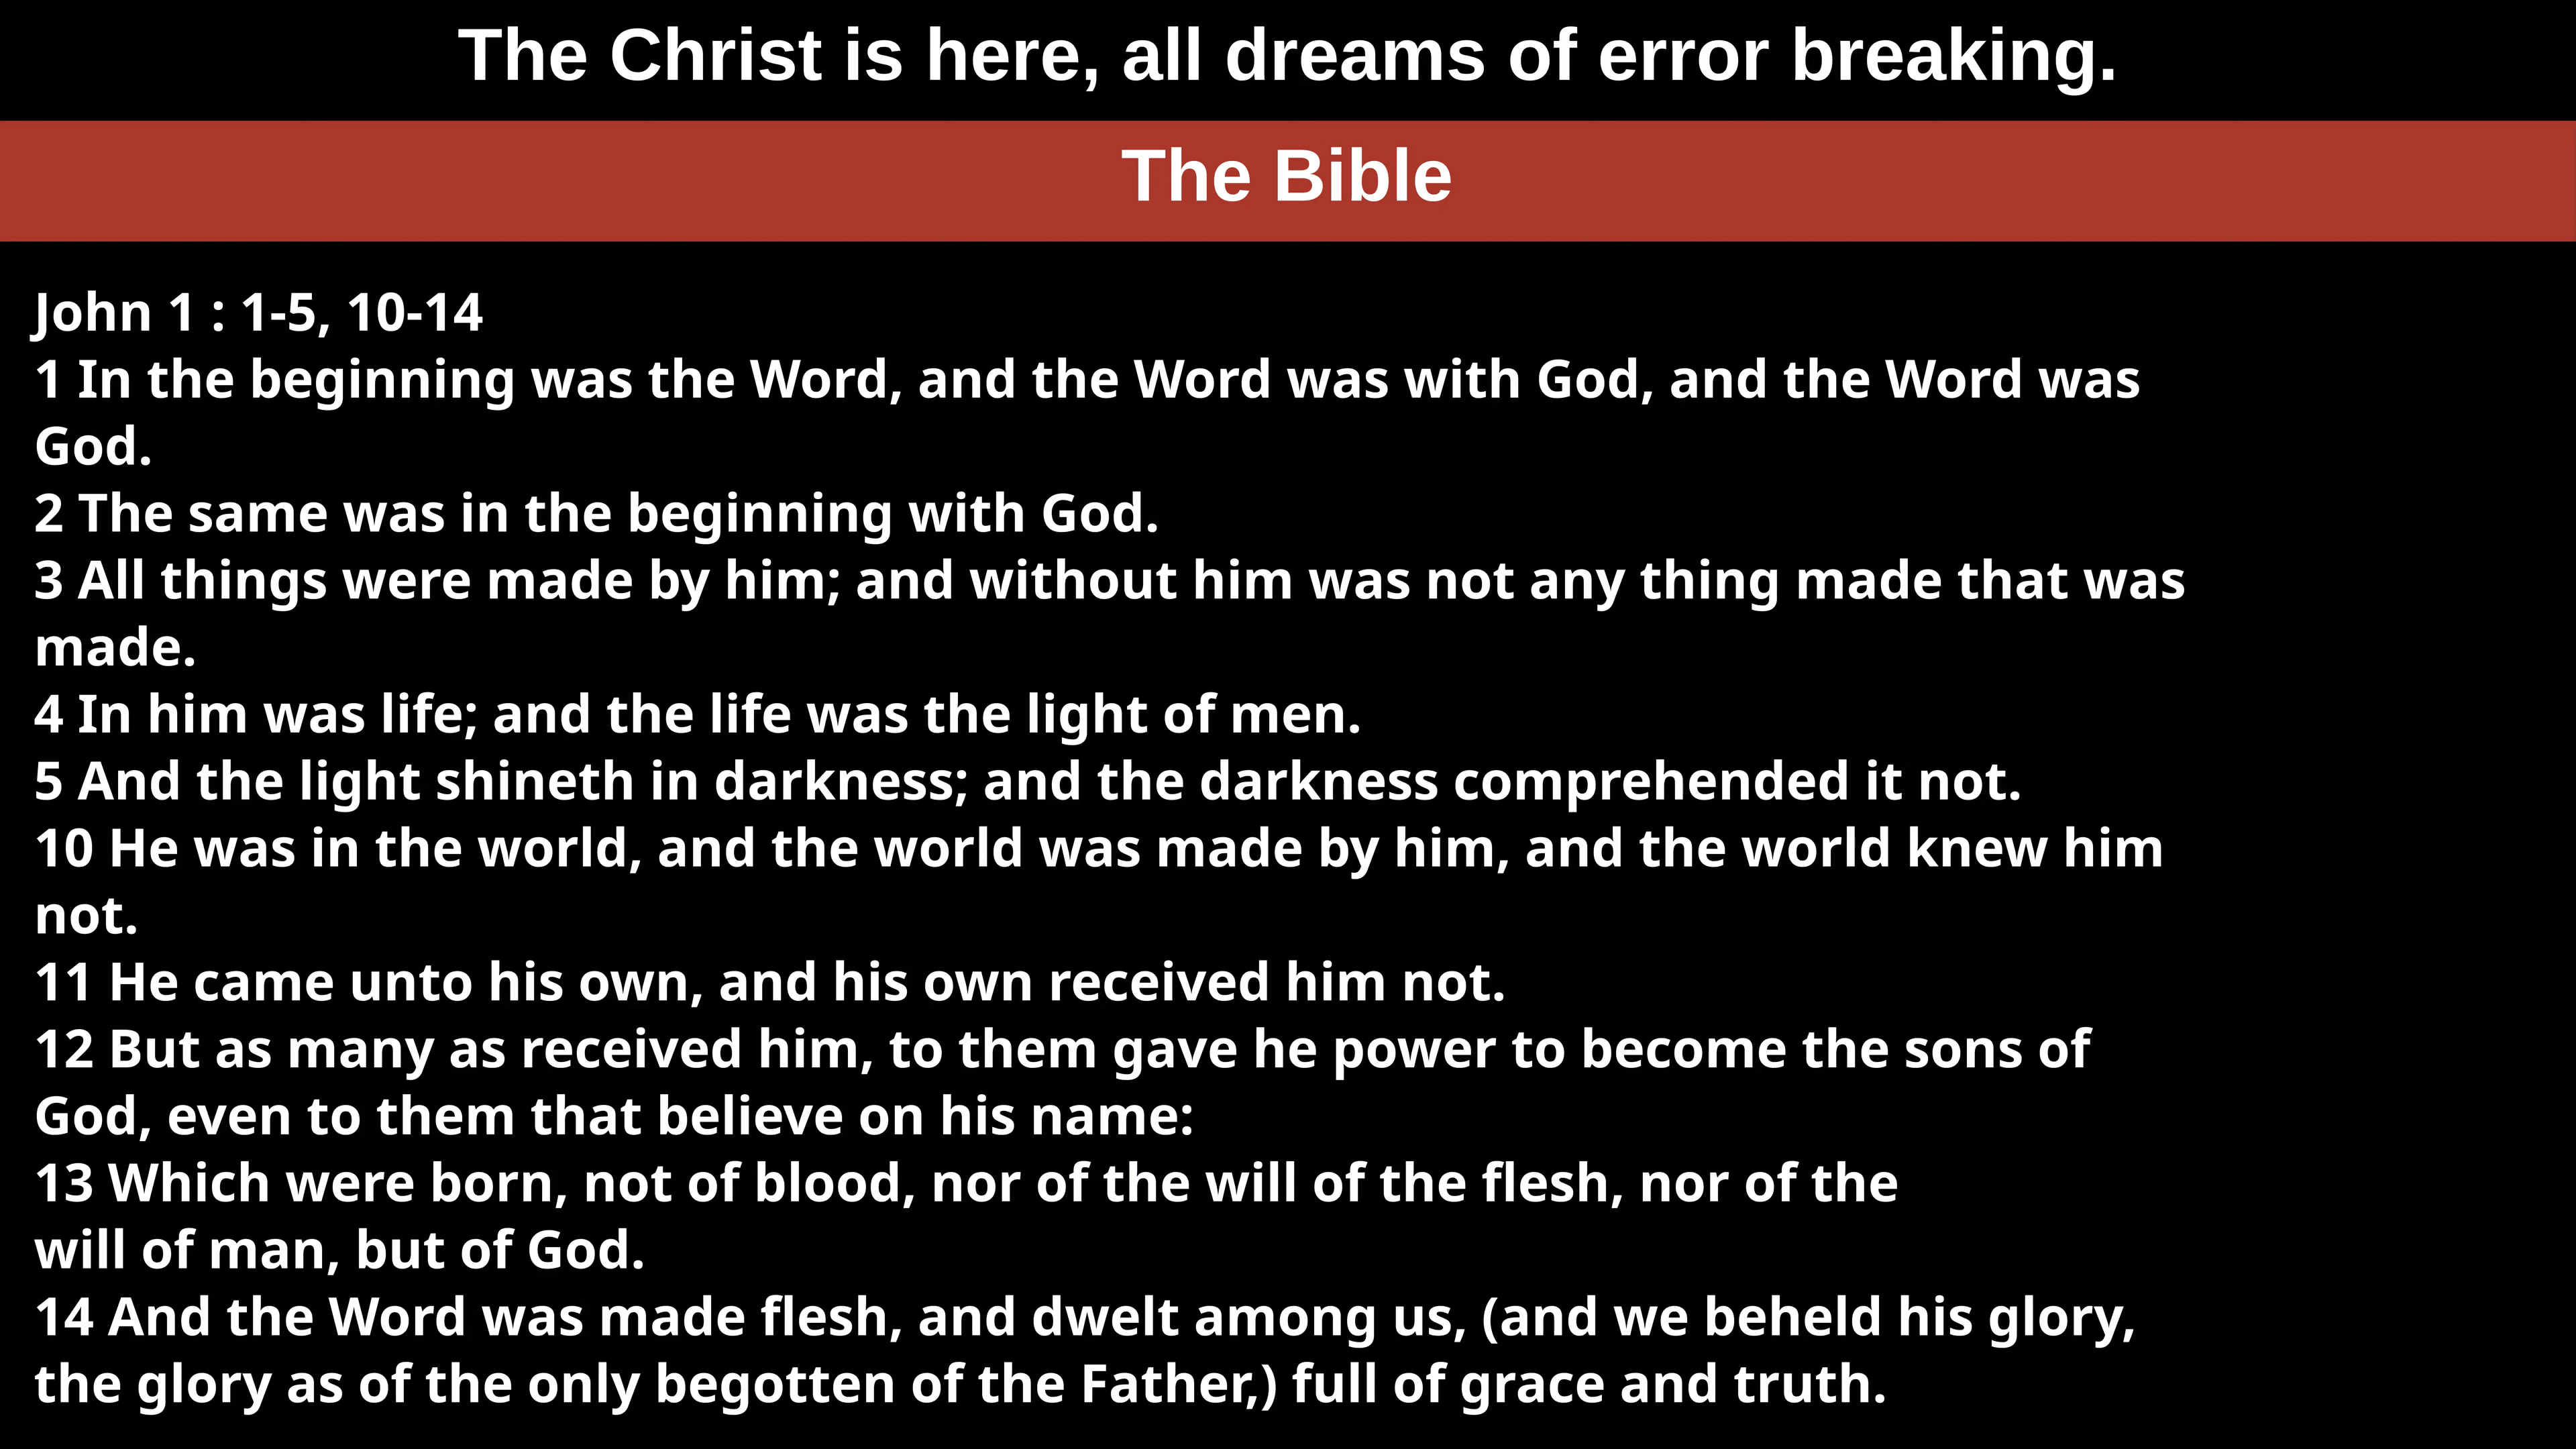 The Christ is here, all dreams of error breaking.
The Bible
John 1 : 1-5, 10-14
1 In the beginning was the Word, and the Word was with God, and the Word was
God.
2 The same was in the beginning with God.
3 All things were made by him; and without him was not any thing made that was
made.
4 In him was life; and the life was the light of men.
5 And the light shineth in darkness; and the darkness comprehended it not.
10 He was in the world, and the world was made by him, and the world knew him
not.
11 He came unto his own, and his own received him not.
12 But as many as received him, to them gave he power to become the sons of
God, even to them that believe on his name:
13 Which were born, not of blood, nor of the will of the flesh, nor of the
will of man, but of God.
14 And the Word was made flesh, and dwelt among us, (and we beheld his glory,
the glory as of the only begotten of the Father,) full of grace and truth.